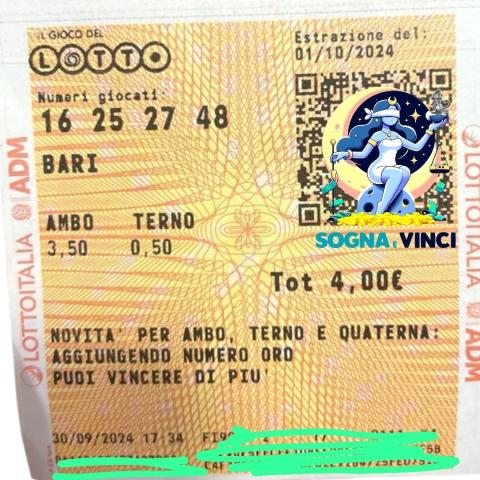 IL GIOCO DEL
LOTTO
Estrazione del:
01/10/2024
Numeri giocati:
16 25 27 48
BARI
SOGNA E VINCI
AMBO TERNO
3,50 0,50
Tot 4,00€
NOVITA' PER AMBO, TERNO E QUATERNA:
AGGIUNGENDO NUMERO ORO
PUOI VINCERE DI PIU'
30/09/2024 17 34
LOTTOITALIA ADM
LOTTOITALIA ADM